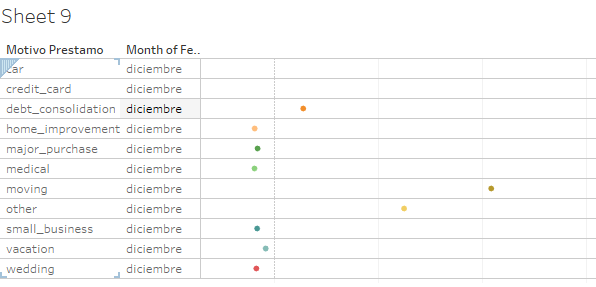 Sheet 9
Motivo Prestamo Month of Fe..
car diciembre
credit_card diciembre
debt_consolidation diciembre
home_improvement diciembre
major_purchase diciembre
medical diciembre
moving diciembre
other diciembre
small_business diciembre
vacation diciembre
wedding diciembre